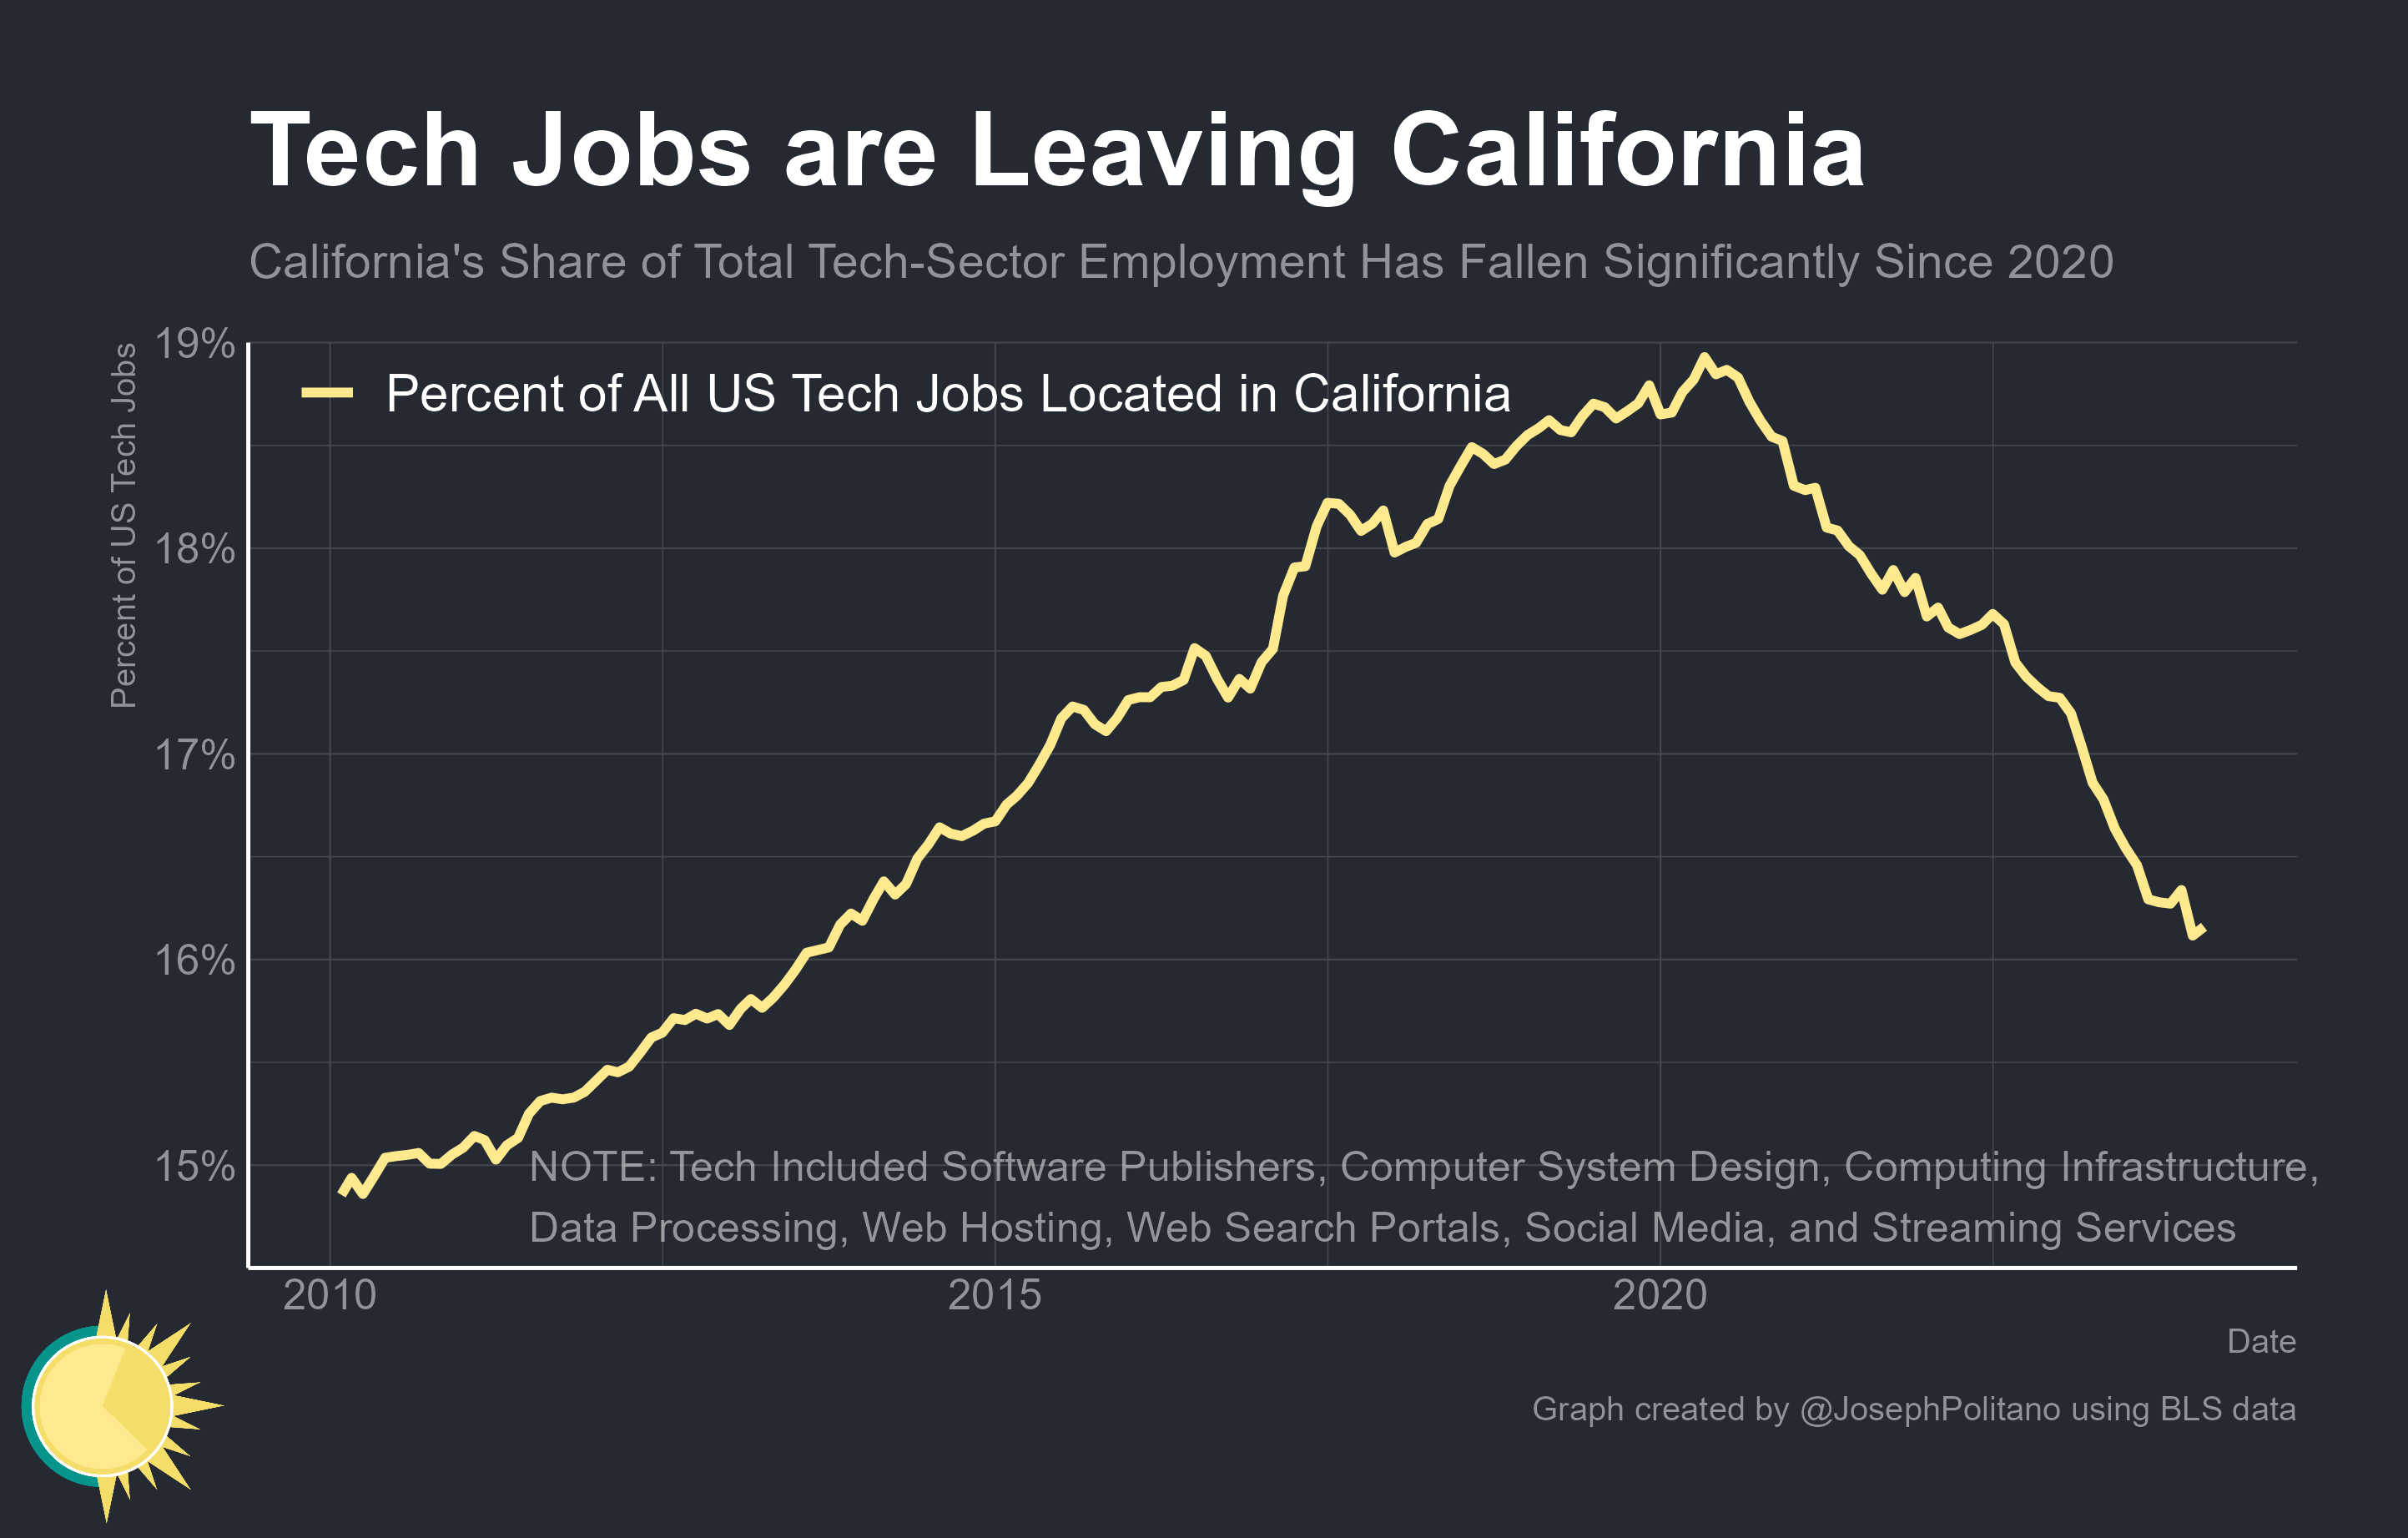 Tech Jobs are Leaving California
California's Share of Total Tech-Sector Employment Has Fallen Significantly Since 2020
Percent of US Tech Jobs
19%
18%
17%
16%
15%
Percent of All US Tech Jobs Located in California
NOTE: Tech Included Software Publishers, Computer System Design, Computing Infrastructure,
Data Processing, Web Hosting, Web Search Portals, Social Media, and Streaming Services
2010
2015
2020
Date
Graph created by @JosephPolitano using BLS data